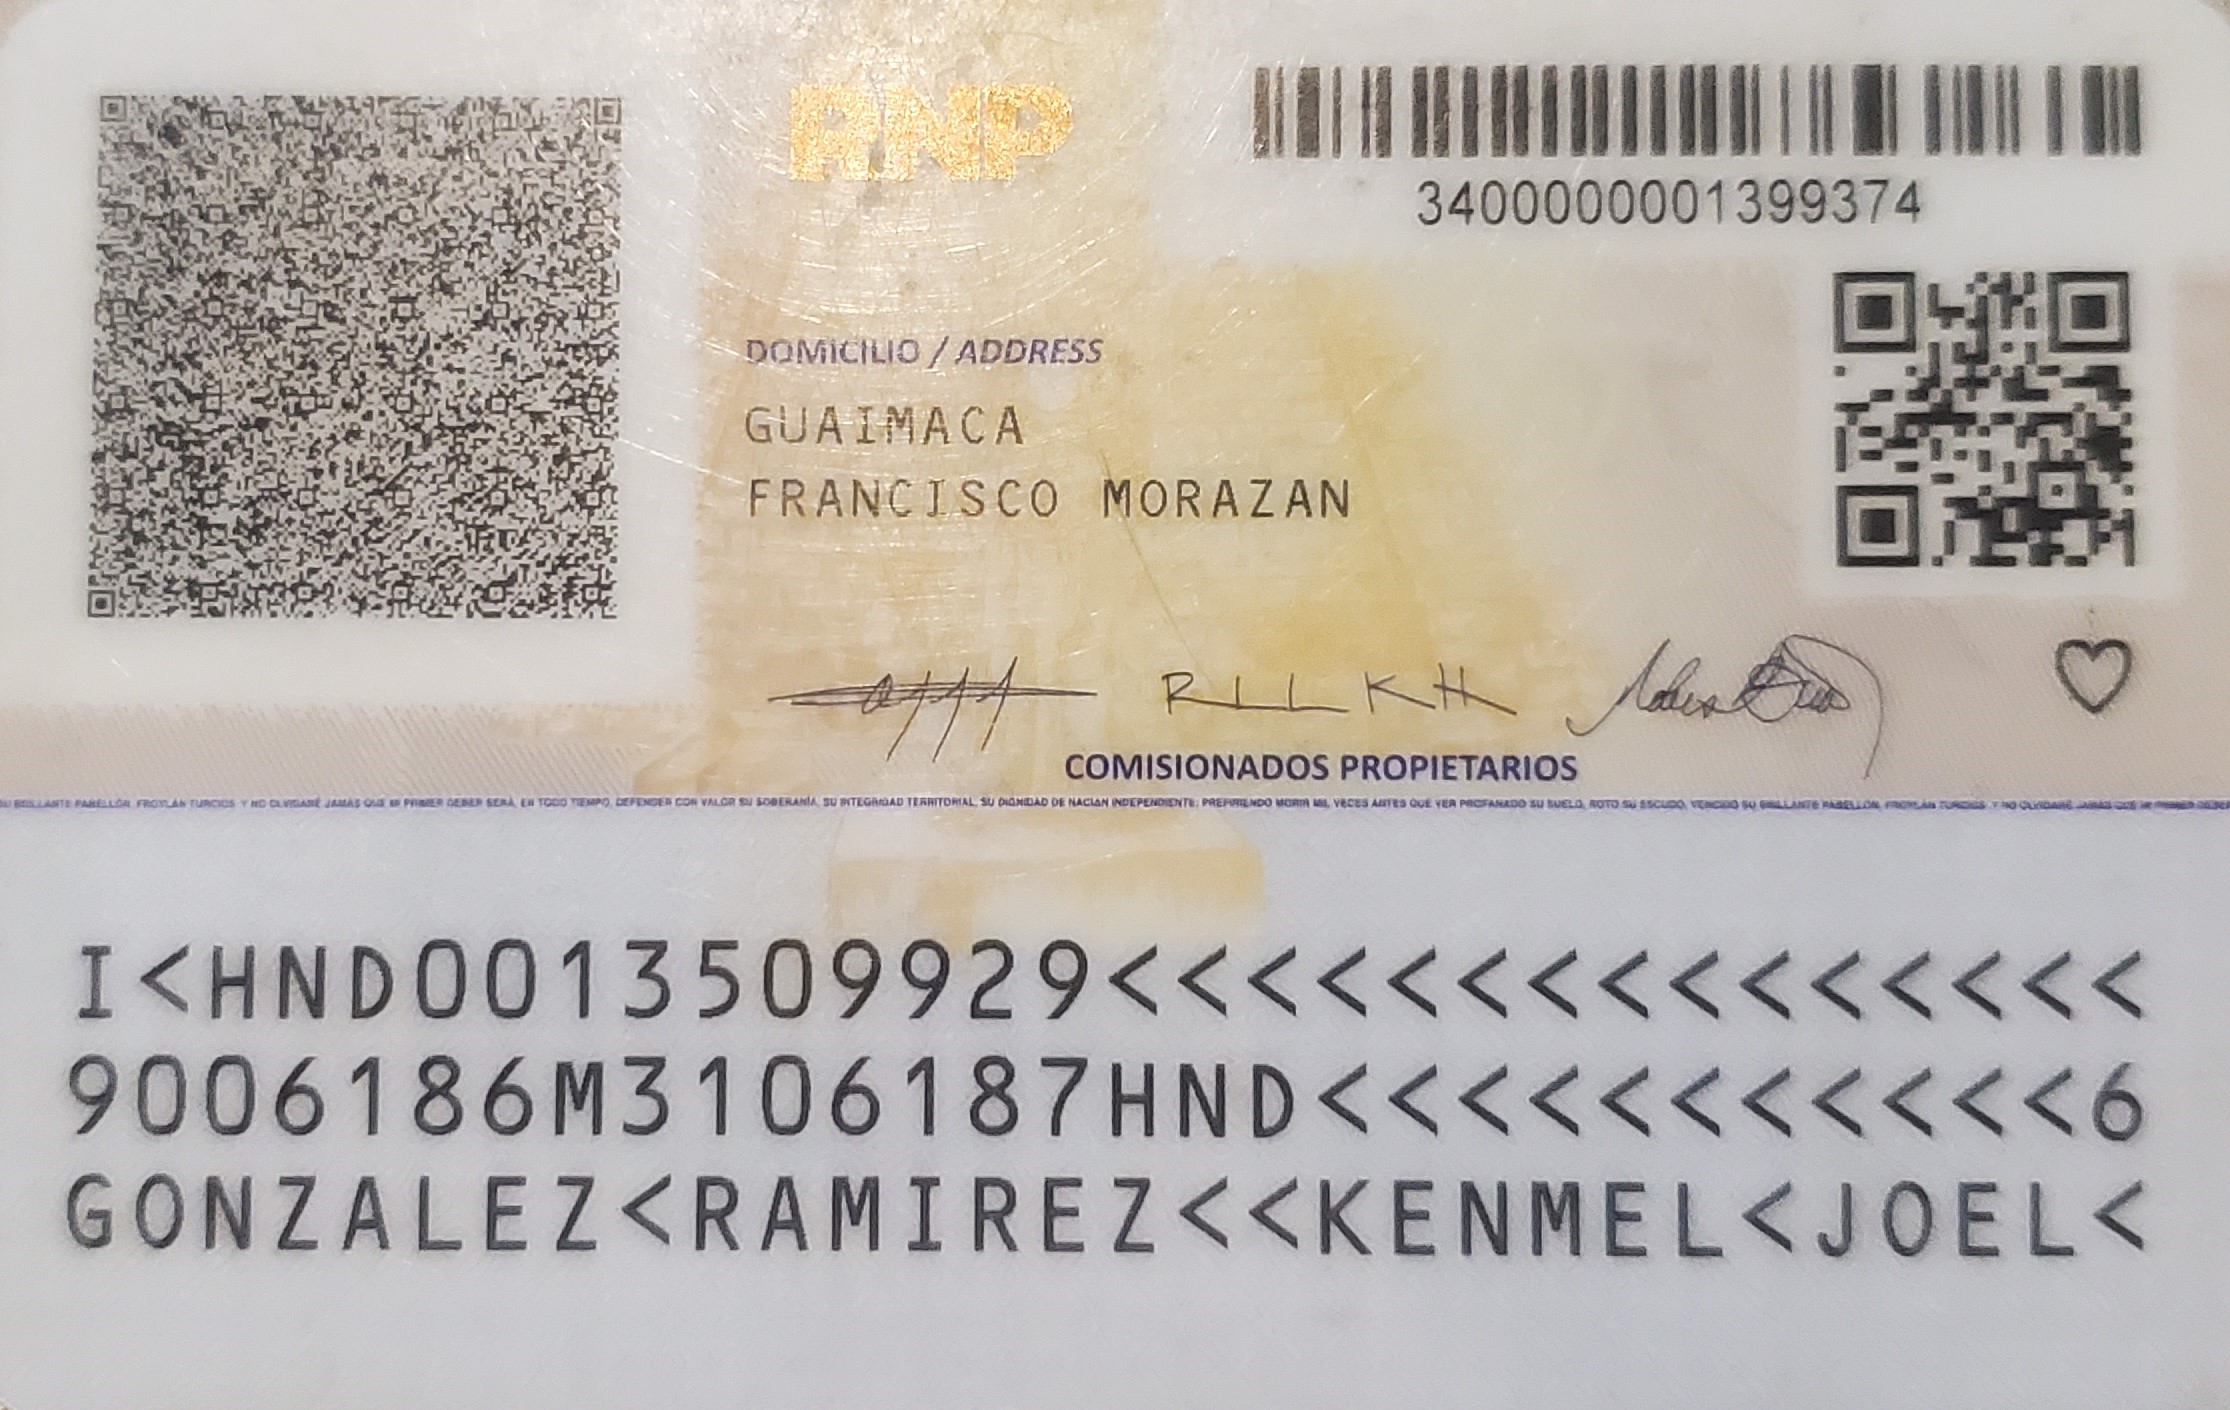 RNP
3400000001399374
DOMICILIO / ADDRESS
GUAIMACA
FRANCISCO MORAZAN
RLLKH
COMISIONADOS PROPIETARIOS
SU BRILLANTE PABELLÓN. FROYLÁN TURCIOS Y NO OLVIDARÉ JAMÁS QUE MI PRIMER DEBER SERÁ, EN TODO TIEMPO, DEFENDER CON VALOR SU SOBERANÍA, SU INTEGRIDAD TERRITORIAL, SU DIGNIDAD DE NACIAN INDEPENDIENTE; PREFIRIENDO MORIR MIL VECES ANTES QUE VER PROFANADO SU SUELO, ROTO SU ESCUDO, VENCIDO SU BRILLANTE PABELLÓN. FROYLÁN TURCIOS Y NO OLVIDARÉ JAMÁS QUE MI PRIMER DEBER
I<HND0013509929<<<<<<<<<<<<<<<
9006186M3106187HND<<<<<<<<<<<6
GONZALEZ<RAMIREZ<<KENMEL<JOEL<